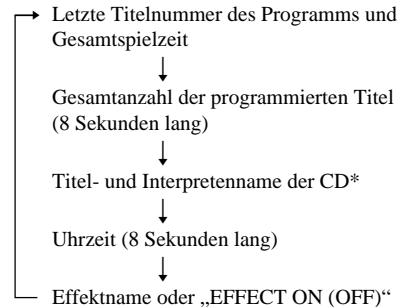 Letzte Titelnummer des Programms und
Gesamtspielzeit
Gesamtanzahl der programmierten Titel
(8 Sekunden lang)
Titel- und Interpretenname der CD*
Uhrzeit (8 Sekunden lang)
Effektname oder „EFFECT ON (OFF)“